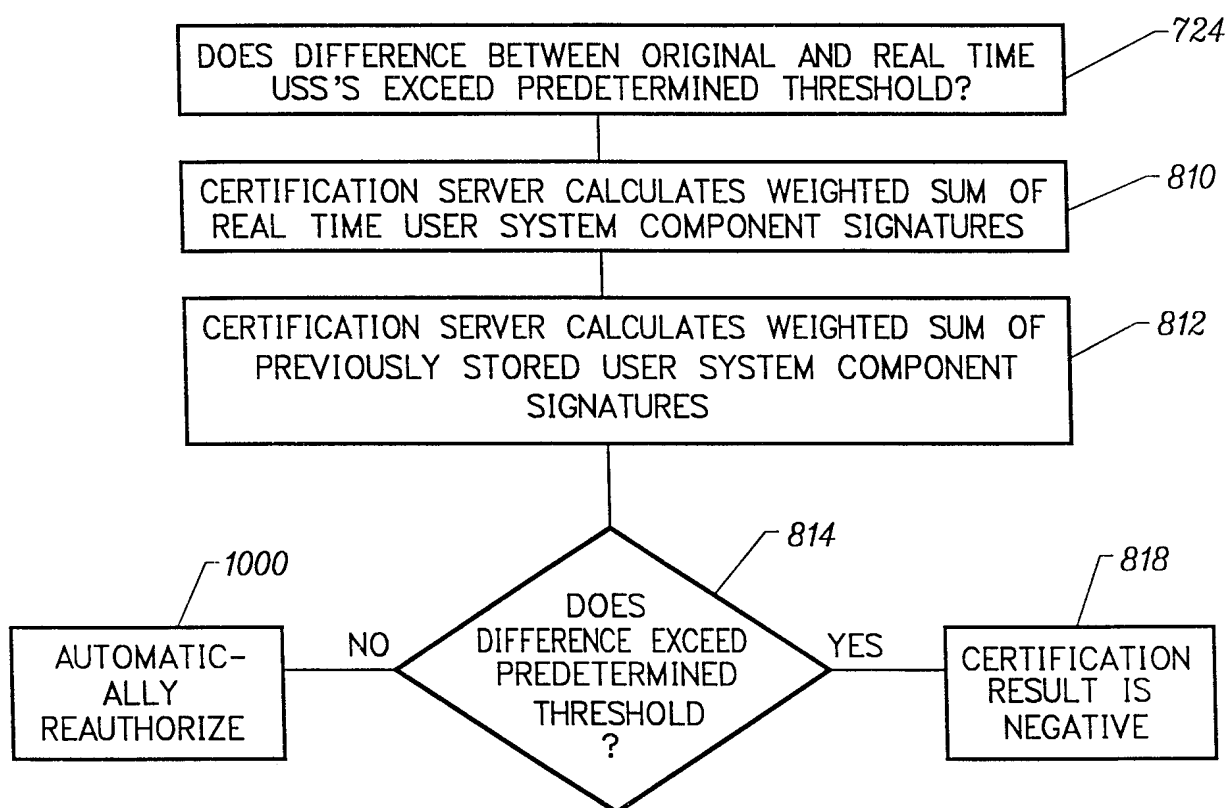 724
DOES DIFFERENCE BETWEEN ORIGINAL AND REAL TIME
USS'S EXCEED PREDETERMINED THRESHOLD?
810
CERTIFICATION SERVER CALCULATES WEIGHTED SUM OF
REAL TIME USER SYSTEM COMPONENT SIGNATURES
812
CERTIFICATION SERVER CALCULATES WEIGHTED SUM OF
PREVIOUSLY STORED USER SYSTEM COMPONENT
SIGNATURES
814
DOES
DIFFERENCE EXCEED
PREDETERMINED
THRESHOLD
?
NO
YES
1000
AUTOMATIC-
ALLY
REAUTHORIZE
818
CERTIFICATION
RESULT IS
NEGATIVE